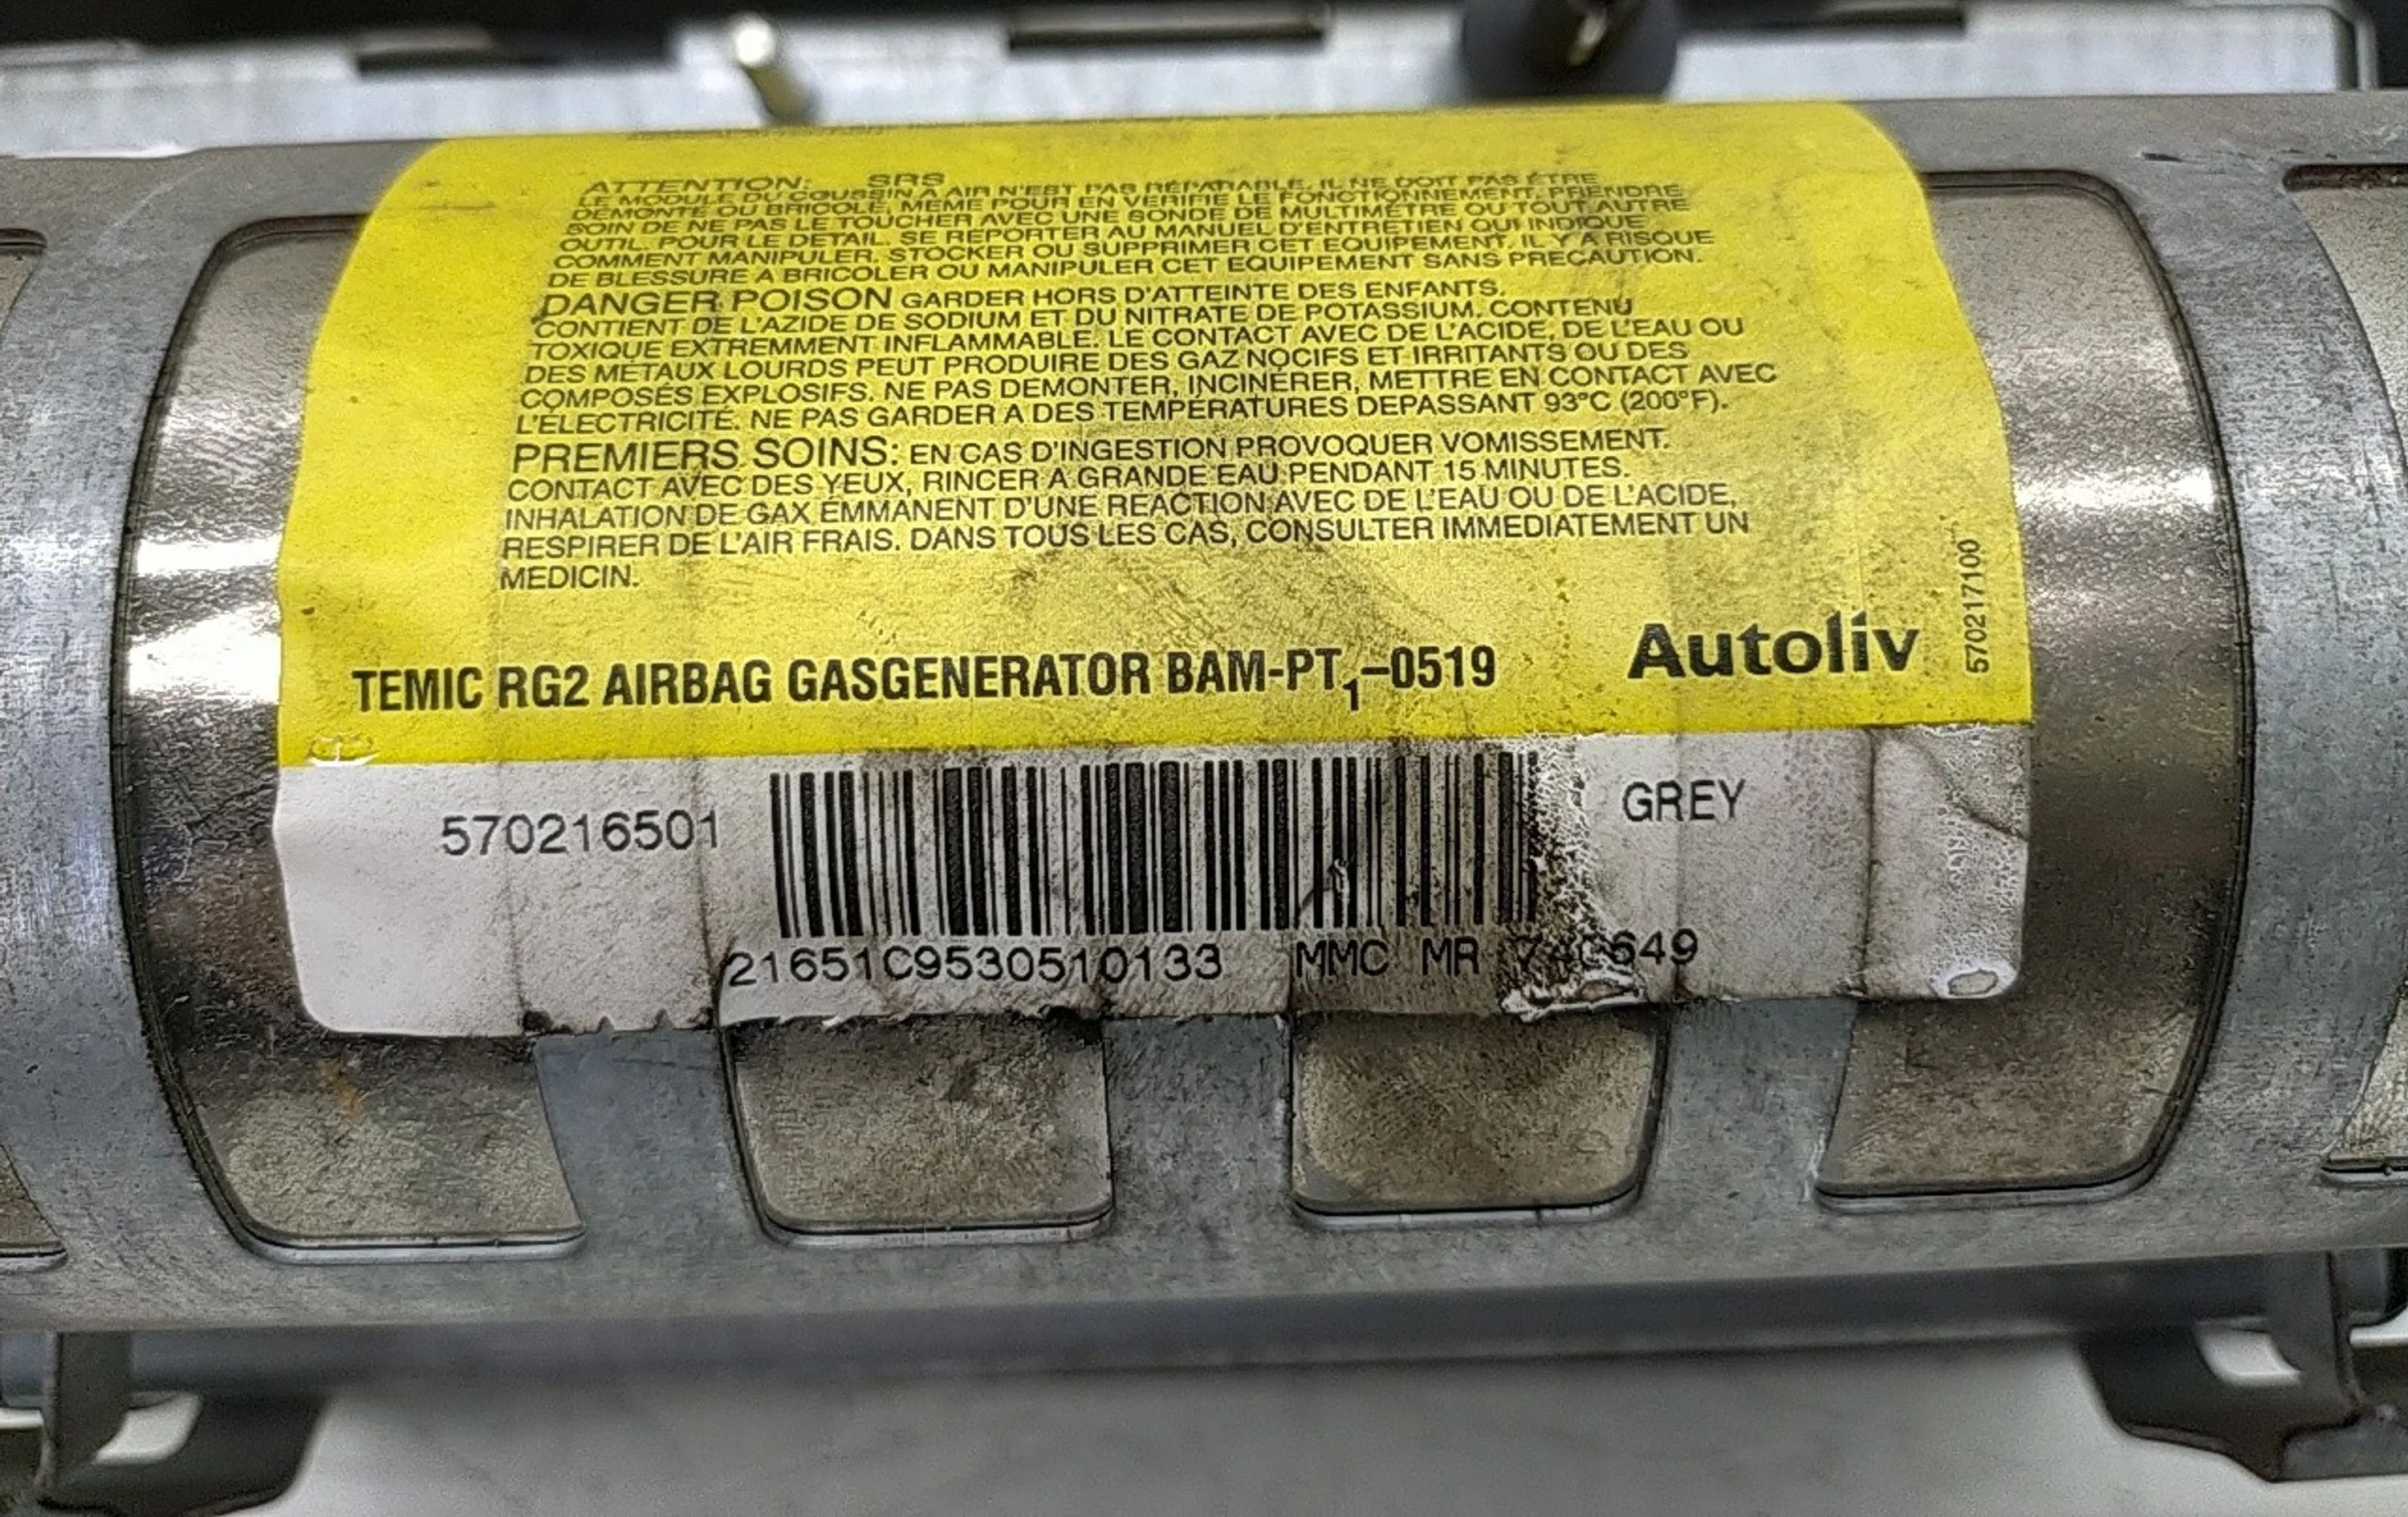 ATTENTION: SRS
LE MODULE DU COUSSIN A AIR N'EST PAS RÉPARABLE. IL NE DOIT PAS ÊTRE
DEMONTE OU BRICOLE, MEME POUR EN VERIFIE LE FONCTIONNEMENT. PRENDRE
SOIN DE NE PAS LE TOUCHER AVEC UNE SONDE DE MULTIMÈTRE OU TOUT AUTRE
OUTIL. POUR LE DETAIL. SE REPORTER AU MANUEL D'ENTRETIEN QUI INDIQUE
COMMENT MANIPULER. STOCKER OU SUPPRIMER CET EQUIPEMENT. IL Y A RISQUE
DE BLESSURE A BRICOLER OU MANIPULER CET EQUIPEMENT SANS PRECAUTION.
DANGER POISON GARDER HORS D'ATTEINTE DES ENFANTS.
CONTIENT DE L'AZIDE DE SODIUM ET DU NITRATE DE POTASSIUM. CONTENU
TOXIQUE EXTREMMENT INFLAMMABLE. LE CONTACT AVEC DE L'ACIDE, DE L'EAU OU
DES MÉTAUX LOURDS PEUT PRODUIRE DES GAZ NOCIFS ET IRRITANTS OU DES
COMPOSÉS EXPLOSIFS. NE PAS DEMONTER, INCINÉRER, METTRE EN CONTACT AVEC
L'ÉLECTRICITÉ. NE PAS GARDER A DES TEMPÉRATURES DEPASSANT 93°C (200°F).
PREMIERS SOINS: EN CAS D'INGESTION PROVOQUER VOMISSEMENT.
CONTACT AVEC DES YEUX, RINCER A GRANDE EAU PENDANT 15 MINUTES.
INHALATION DE GAX ÉMMANENT D'UNE REACTION AVEC DE L'EAU OU DE L'ACIDE,
RESPIRER DE L'AIR FRAIS. DANS TOUS LES CAS, CONSULTER IMMEDIATEMENT UN
MEDICIN.
570217100
Autoliv
TEMIC RG2 AIRBAG GASGENERATOR BAM-PT1-0519
570216501
GREY
21651C9530510133 MMC MR